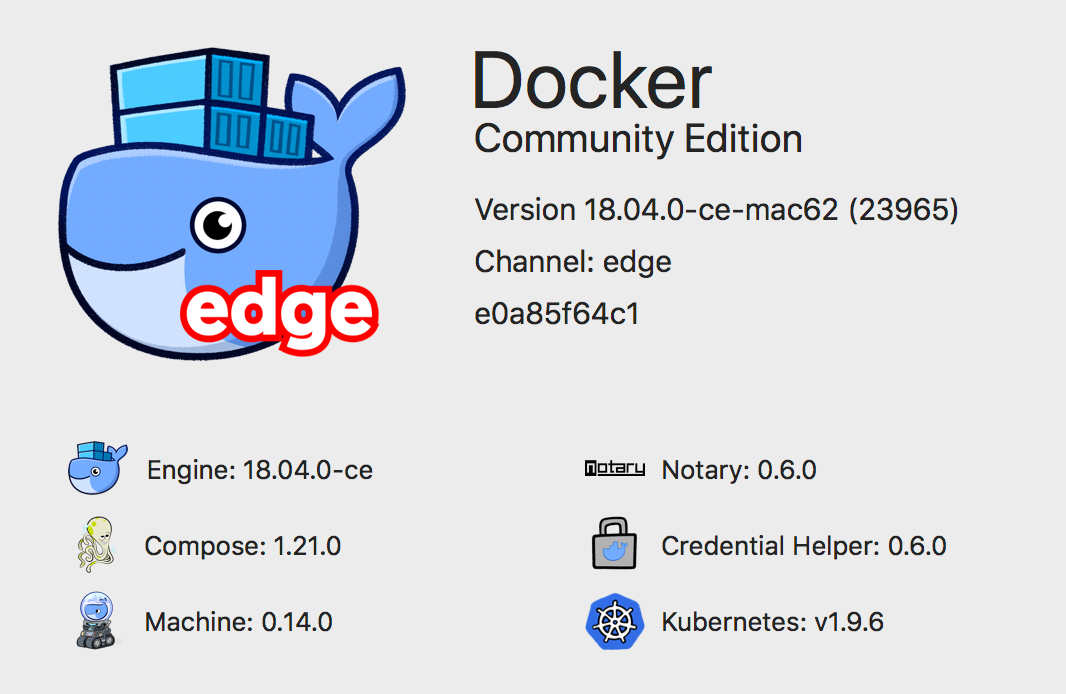 Docker
Community Edition
Version 18.04.0-ce-mac62 (23965)
Channel: edge
e0a85f64c1
edge
Engine: 18.04.0-ce
notary Notary: 0.6.0
Compose: 1.21.0
Credential Helper: 0.6.0
Machine: 0.14.0
Kubernetes: v1.9.6